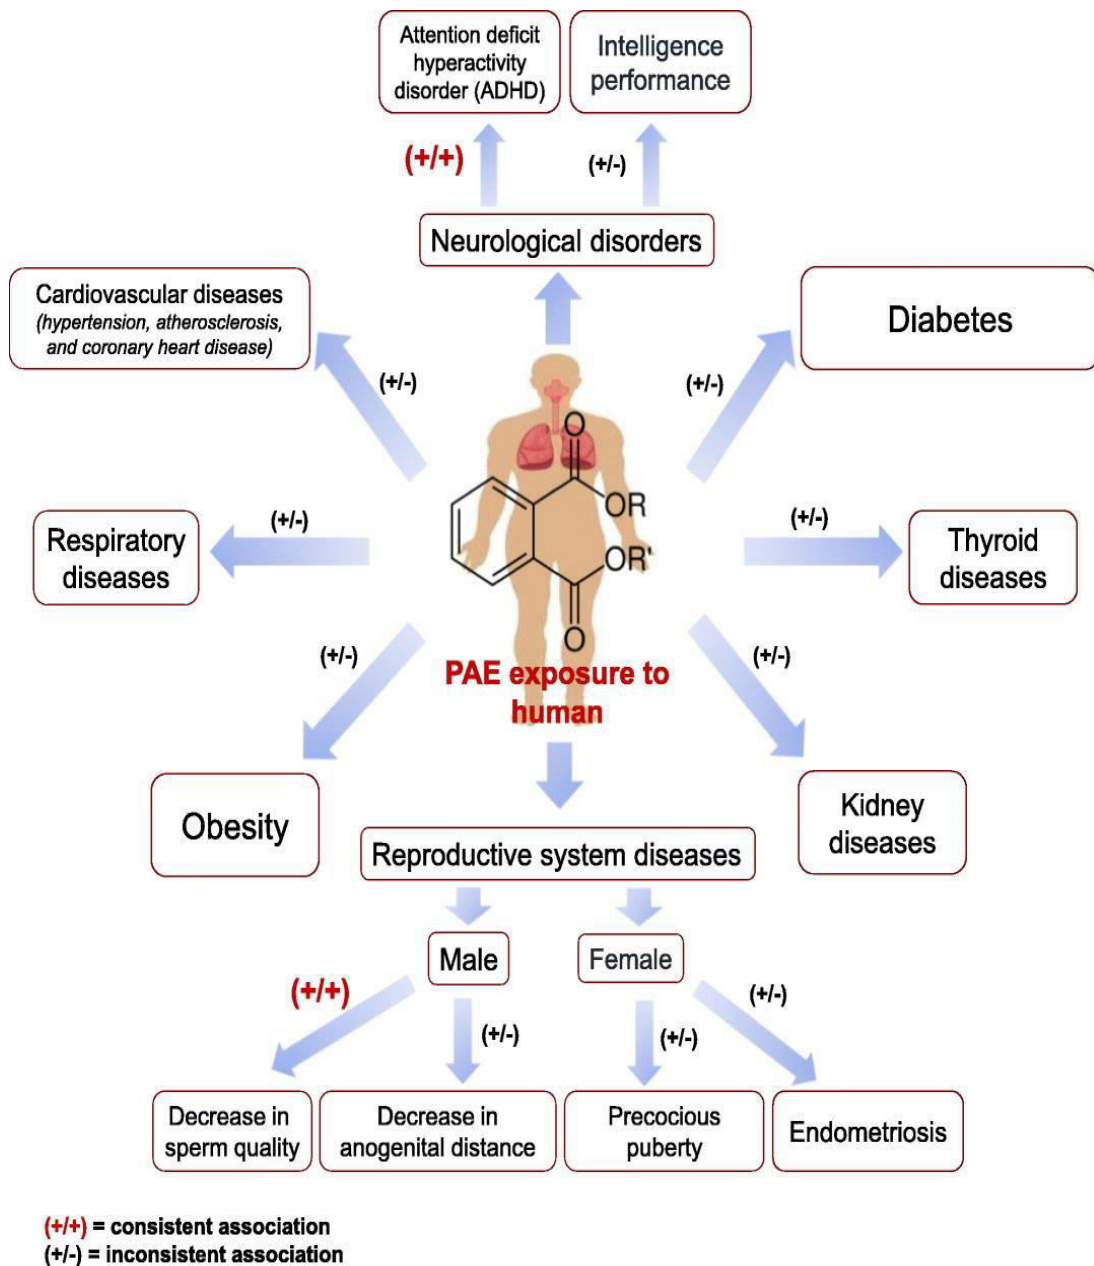 Attention deficit
hyperactivity
disorder (ADHD)
Intelligence
performance
(+/+)
(+/-)
Neurological disorders
Cardiovascular diseases
(hypertension, atherosclerosis,
and coronary heart disease)
(+/-)
(+/-)
Diabetes
O
OR
OR'
O
Respiratory
diseases
(+/-)
(+/-)
Thyroid
diseases
(+/-)
(+/-)
PAE exposure to
human
Obesity
Kidney
diseases
Reproductive system diseases
Male
Female
(+/+)
(+/-)
(+/-)
(+/-)
Decrease in
sperm quality
Decrease in
anogenital distance
Precocious
puberty
Endometriosis
(+/+) = consistent association
(+/-) = inconsistent association